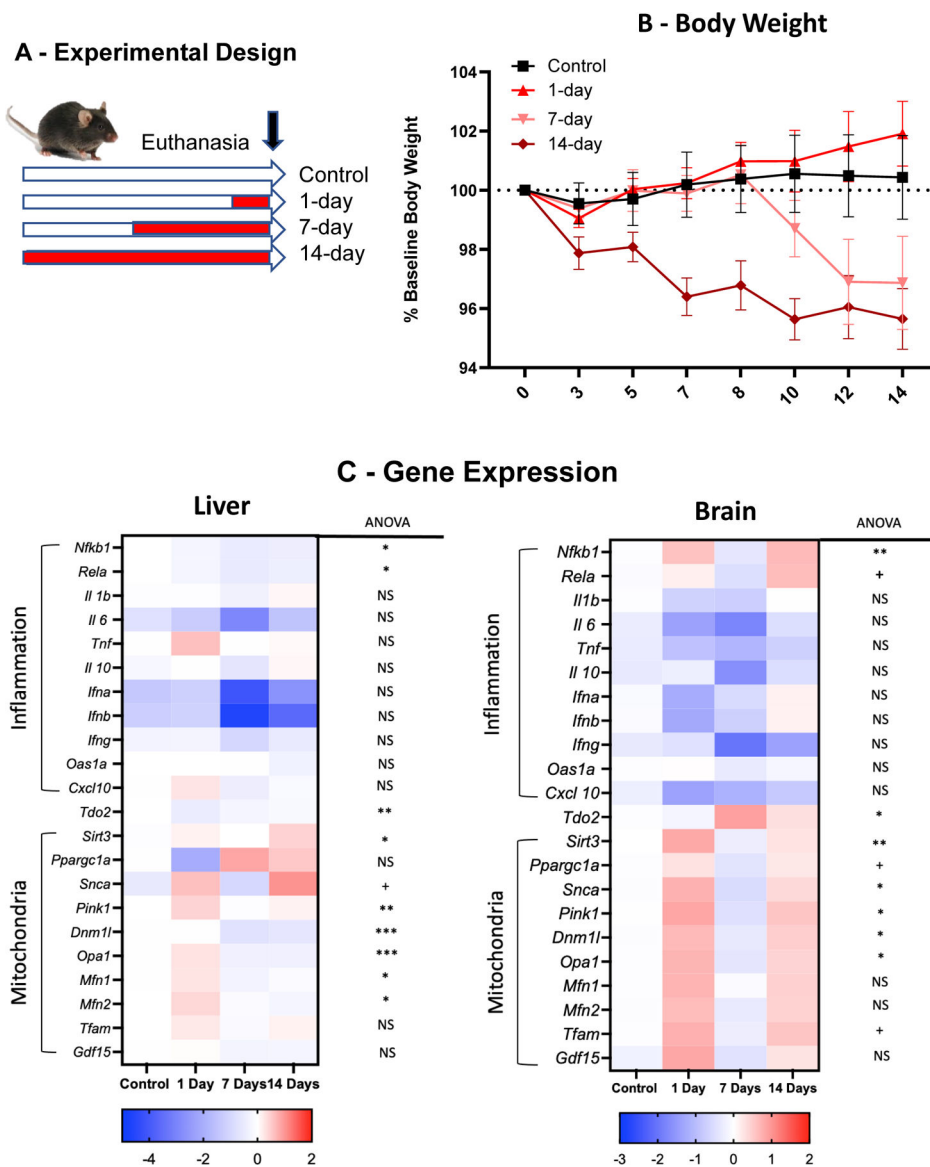 A - Experimental Design
Euthanasia
Control
1-day
7-day
14-day
B - Body Weight
Control
1-day
7-day
14-day
% Baseline Body Weight
104
102
100
98
96
94
0
3
5
7
8
10
12
14
C - Gene Expression
Liver
ANOVA
Inflammation
Nfkb1 *
Rela *
Il 1b NS
Il 6 NS
Tnf NS
Il 10 NS
Ifna NS
Ifnb NS
Ifng NS
Oas1a NS
Cxcl10 NS
Tdo2 **
Mitochondria
Sirt3 *
Ppargc1a NS
Snca +
Pink1 **
Dnm1l ***
Opa1 ***
Mfn1 *
Mfn2 *
Tfam NS
Gdf15 NS
Control 1 Day 7 Days 14 Days
-4 -2 0 2
Brain
ANOVA
Inflammation
Nfkb1 **
Rela +
Il1b NS
Il 6 NS
Tnf NS
Il 10 NS
Ifna NS
Ifnb NS
Ifng NS
Oas1a NS
Cxcl 10 NS
Tdo2 *
Mitochondria
Sirt3 **
Ppargc1a +
Snca *
Pink1 *
Dnm1l *
Opa1 *
Mfn1 NS
Mfn2 NS
Tfam +
Gdf15 NS
Control 1 Day 7 Days 14 Days
-3 -2 -1 0 1 2